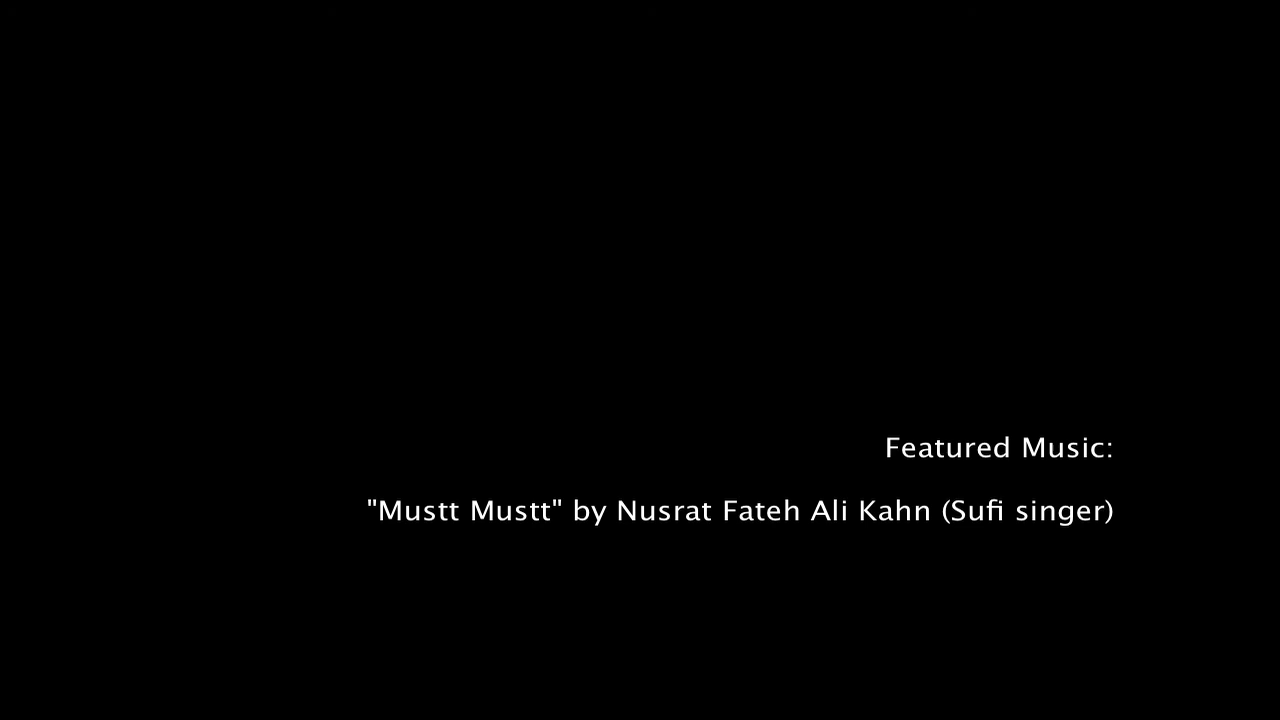 Featured Music:
"Mustt Mustt" by Nusrat Fateh Ali Kahn (Sufi singer)